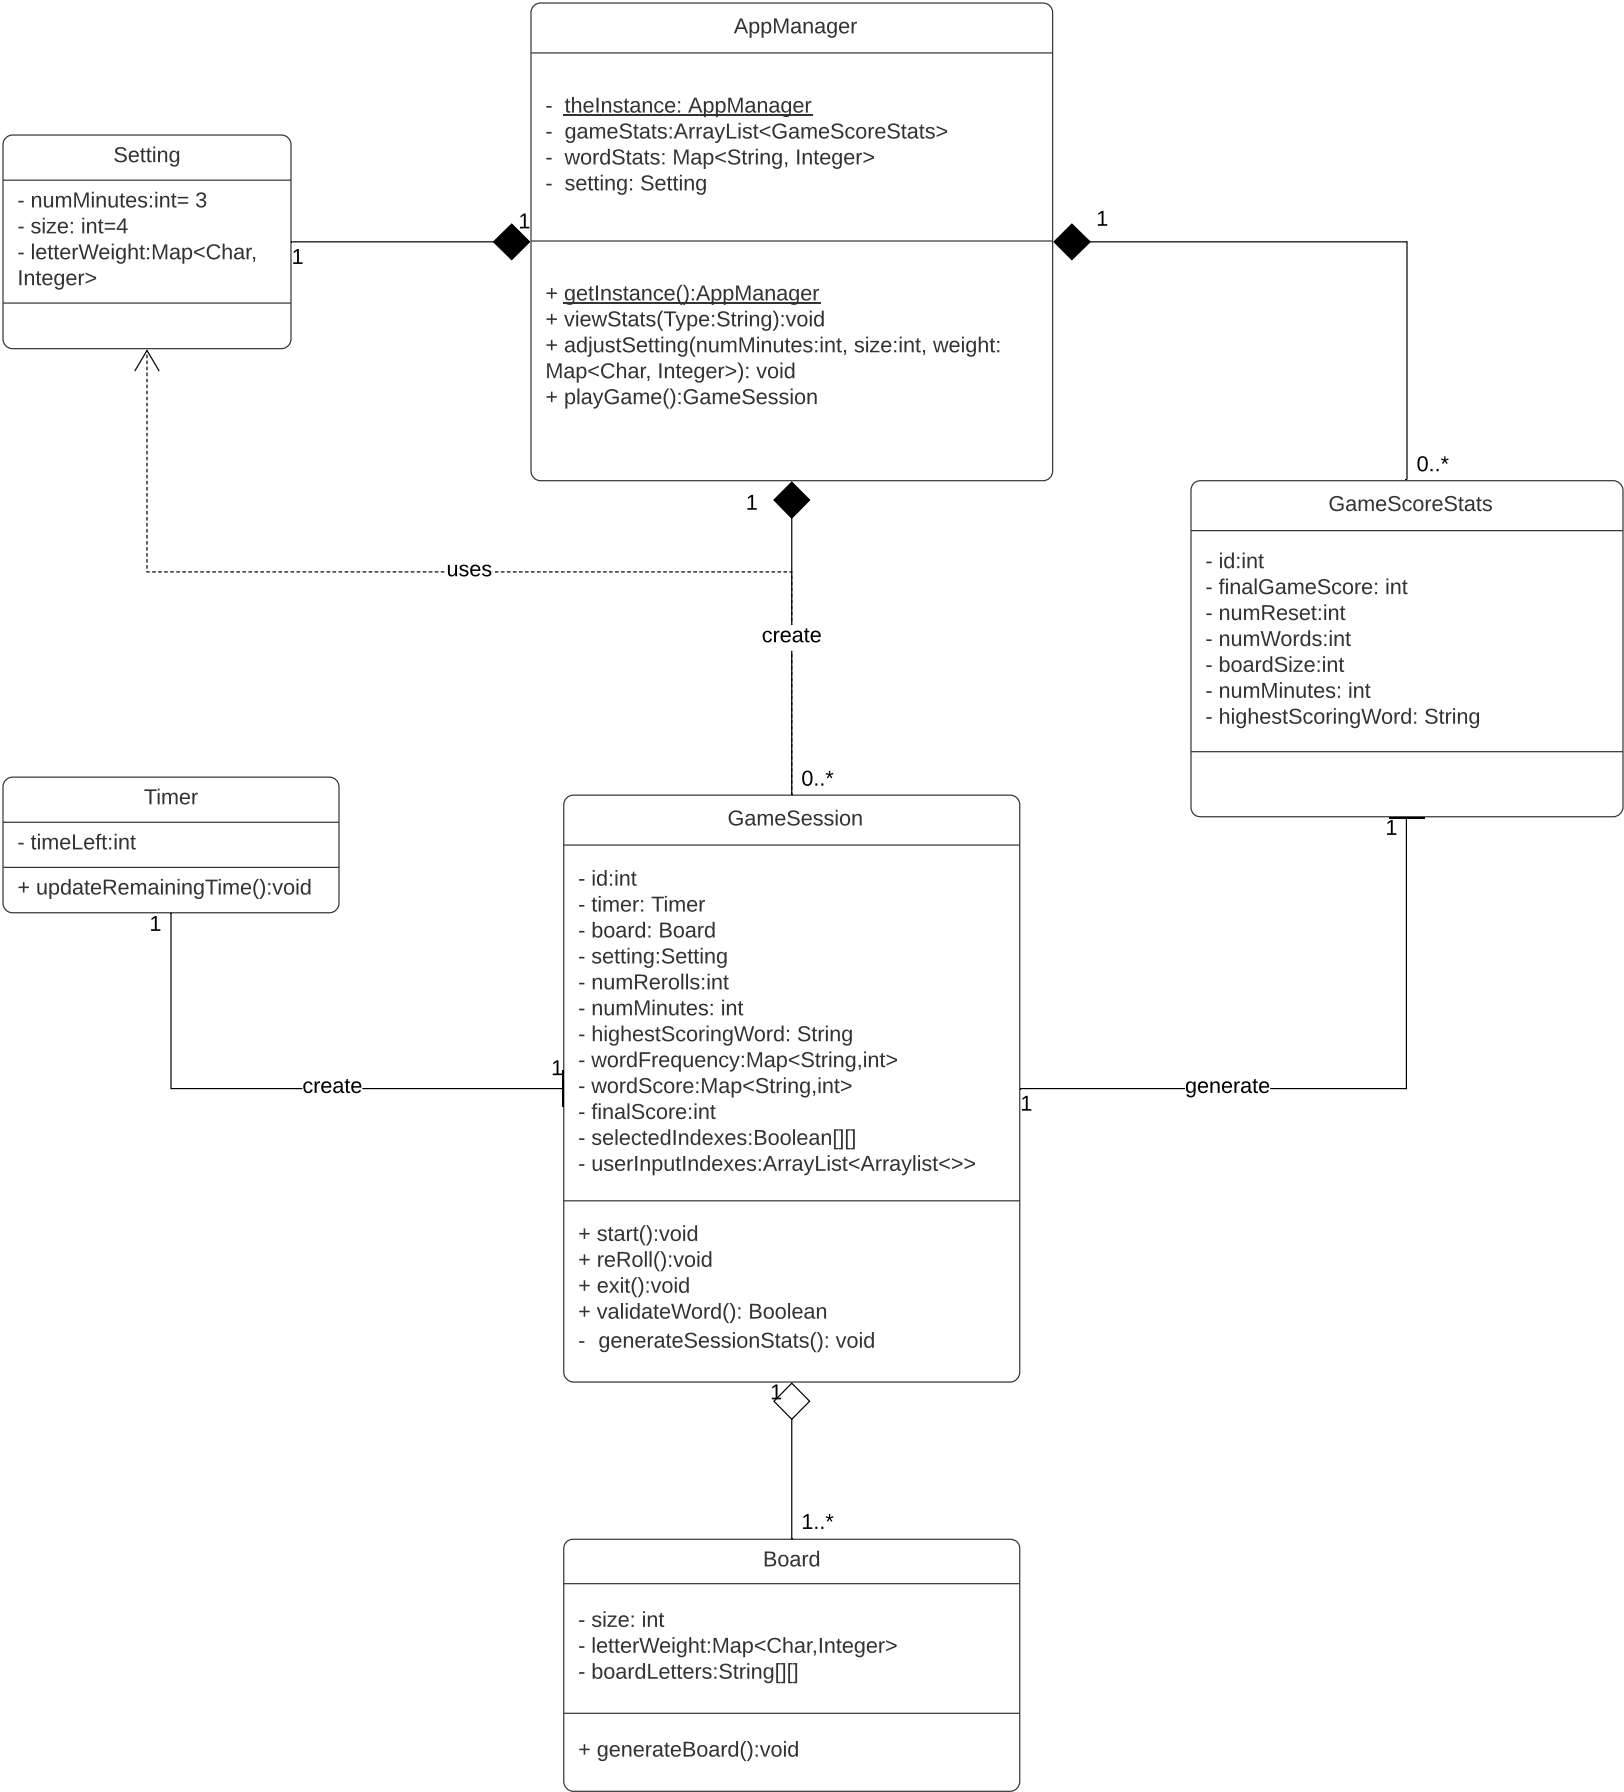 AppManager
- theInstance: AppManager
- gameStats:ArrayList<GameScoreStats>
- wordStats: Map<String, Integer>
- setting: Setting
+ getInstance():AppManager
+ viewStats(Type:String):void
+ adjustSetting(numMinutes:int, size:int, weight:
Map<Char, Integer>): void
+ playGame():GameSession
Setting
- numMinutes:int= 3
- size: int=4
- letterWeight:Map<Char,
Integer>
1
1
1
0..*
1
uses
create
0..*
GameScoreStats
- id:int
- finalGameScore: int
- numReset:int
- numWords:int
- boardSize:int
- numMinutes: int
- highestScoringWord: String
1
Timer
- timeLeft:int
+ updateRemainingTime():void
1
create
1
GameSession
- id:int
- timer: Timer
- board: Board
- setting:Setting
- numRerolls:int
- numMinutes: int
- highestScoringWord: String
- wordFrequency:Map<String,int>
- wordScore:Map<String,int>
- finalScore:int
- selectedIndexes:Boolean[][]
- userInputIndexes:ArrayList<Arraylist<>>
+ start():void
+ reRoll():void
+ exit():void
+ validateWord(): Boolean
- generateSessionStats(): void
generate
1
1
1..*
Board
- size: int
- letterWeight:Map<Char,Integer>
- boardLetters:String[][]
+ generateBoard():void